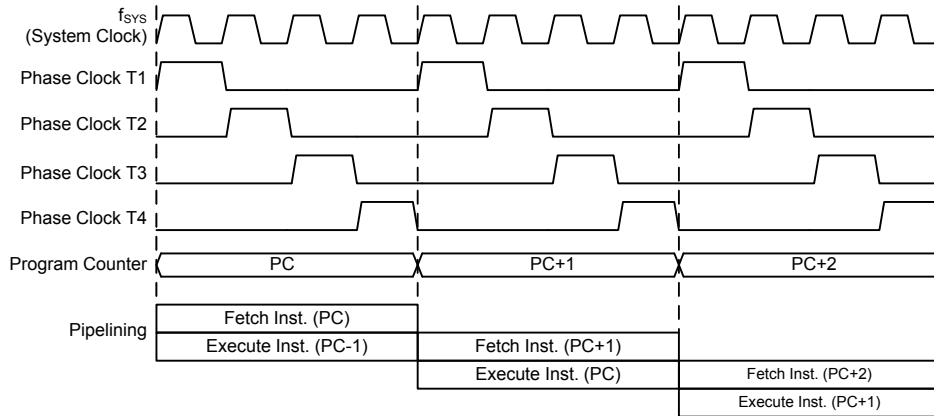 fSYS
(System Clock)
Phase Clock T1
Phase Clock T2
Phase Clock T3
Phase Clock T4
Program Counter PC PC+1 PC+2
Pipelining
Fetch Inst. (PC)
Execute Inst. (PC-1) Fetch Inst. (PC+1)
Execute Inst. (PC) Fetch Inst. (PC+2)
Execute Inst. (PC+1)